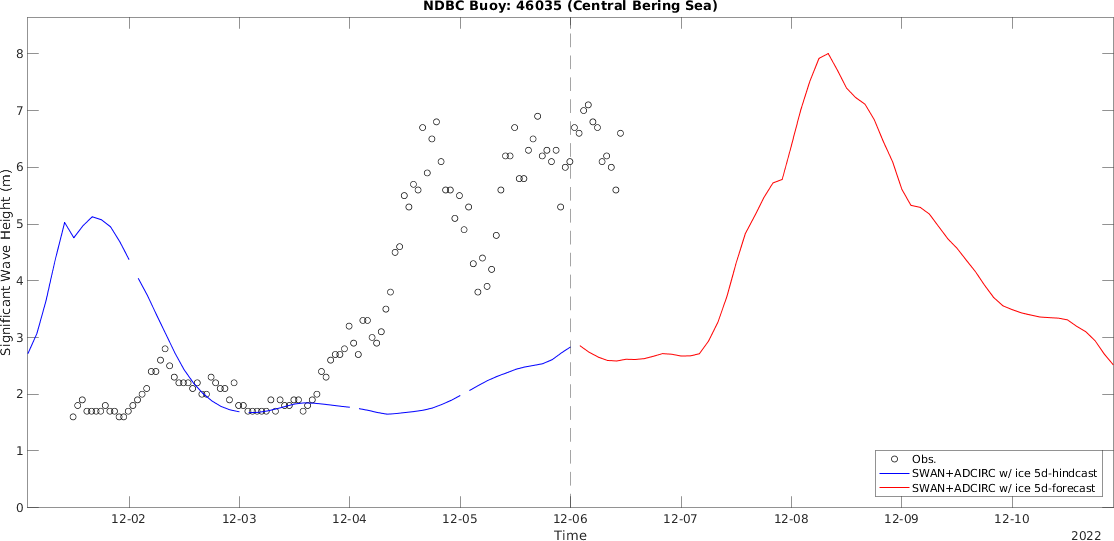 NDBC Buoy: 46035 (Central Bering Sea)
8
7
6
5
4
3
2
1
0
Significant Wave Height (m)
Obs.
SWAN+ADCIRC w/ ice 5d-hindcast
SWAN+ADCIRC w/ ice 5d-forecast
12-02 12-03 12-04 12-05 12-06 12-07 12-08 12-09 12-10
Time
2022